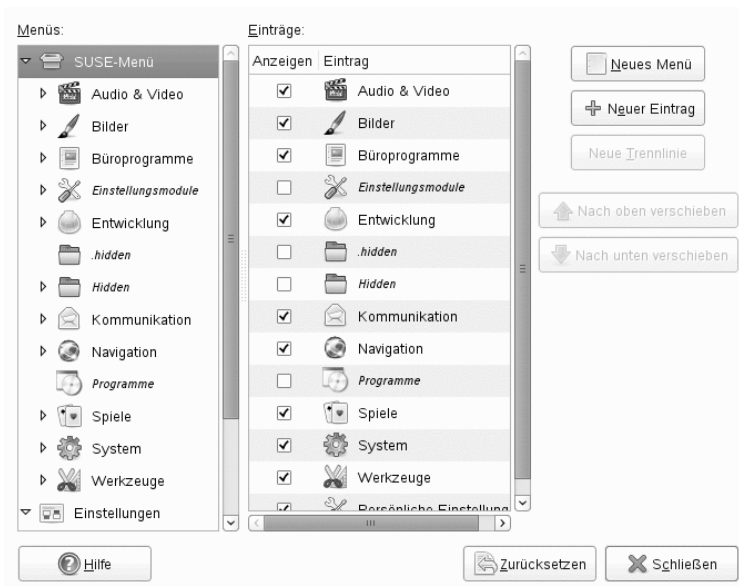 Menüs:
SUSE-Menü
Audio & Video
Bilder
Büroprogramme
Einstellungsmodule
Entwicklung
.hidden
Hidden
Kommunikation
Navigation
Programme
Spiele
System
Werkzeuge
Einstellungen
Einträge:
Anzeigen Eintrag
Audio & Video
Bilder
Büroprogramme
Einstellungsmodule
Entwicklung
.hidden
Hidden
Kommunikation
Navigation
Programme
Spiele
System
Werkzeuge
Persönliche Einstellung
Neues Menü
Neuer Eintrag
Neue Trennlinie
Nach oben verschieben
Nach unten verschieben
Hilfe
Zurücksetzen
Schließen